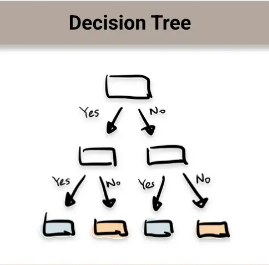 Decision Tree
Yes No
Yes No Yes No